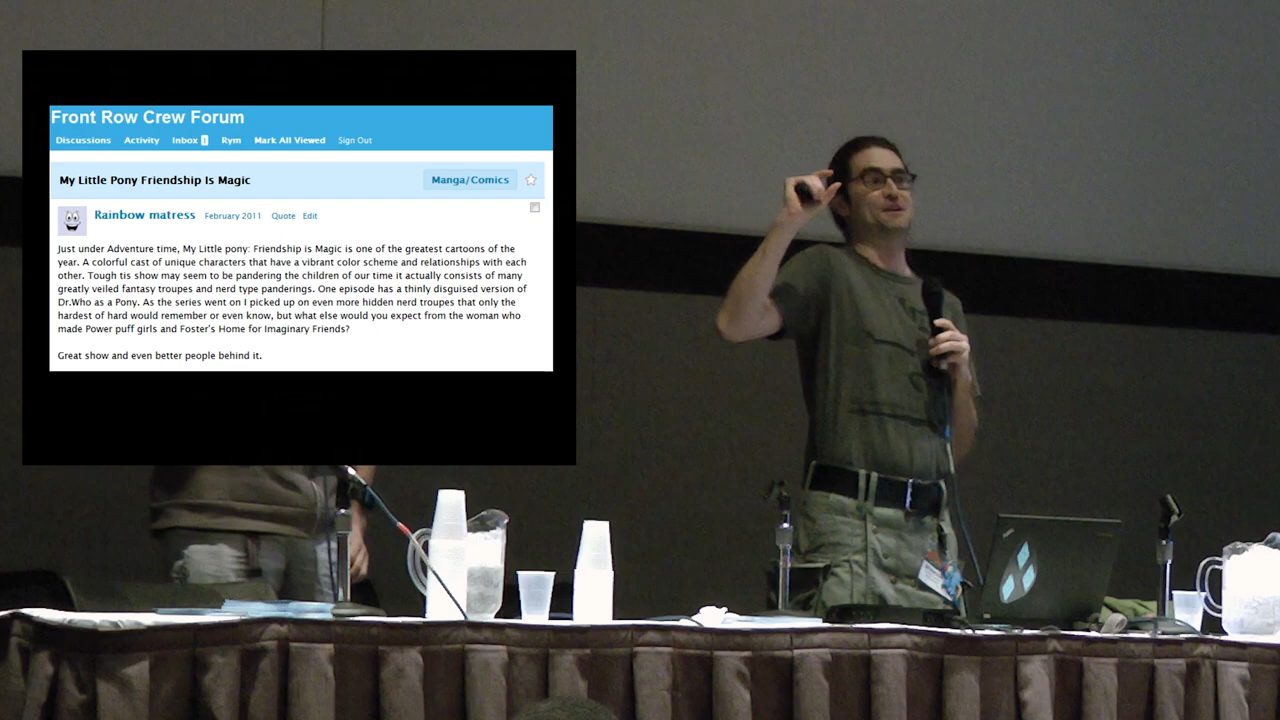 Front Row Crew Forum
Discussions Activity Inbox 1 Rym Mark All Viewed Sign Out
My Little Pony Friendship Is Magic Manga/Comics
Rainbow matress February 2011 Quote Edit
Just under Adventure time, My Little pony: Friendship is Magic is one of the greatest cartoons of the
year. A colorful cast of unique characters that have a vibrant color scheme and relationships with each
other. Tough tis show may seem to be pandering the children of our time it actually consists of many
greatly veiled fantasy troupes and nerd type panderings. One episode has a thinly disguised version of
Dr.Who as a Pony. As the series went on I picked up on even more hidden nerd troupes that only the
hardest of hard would remember or even know, but what else would you expect from the woman who
made Power puff girls and Foster's Home for Imaginary Friends?
Great show and even better people behind it.